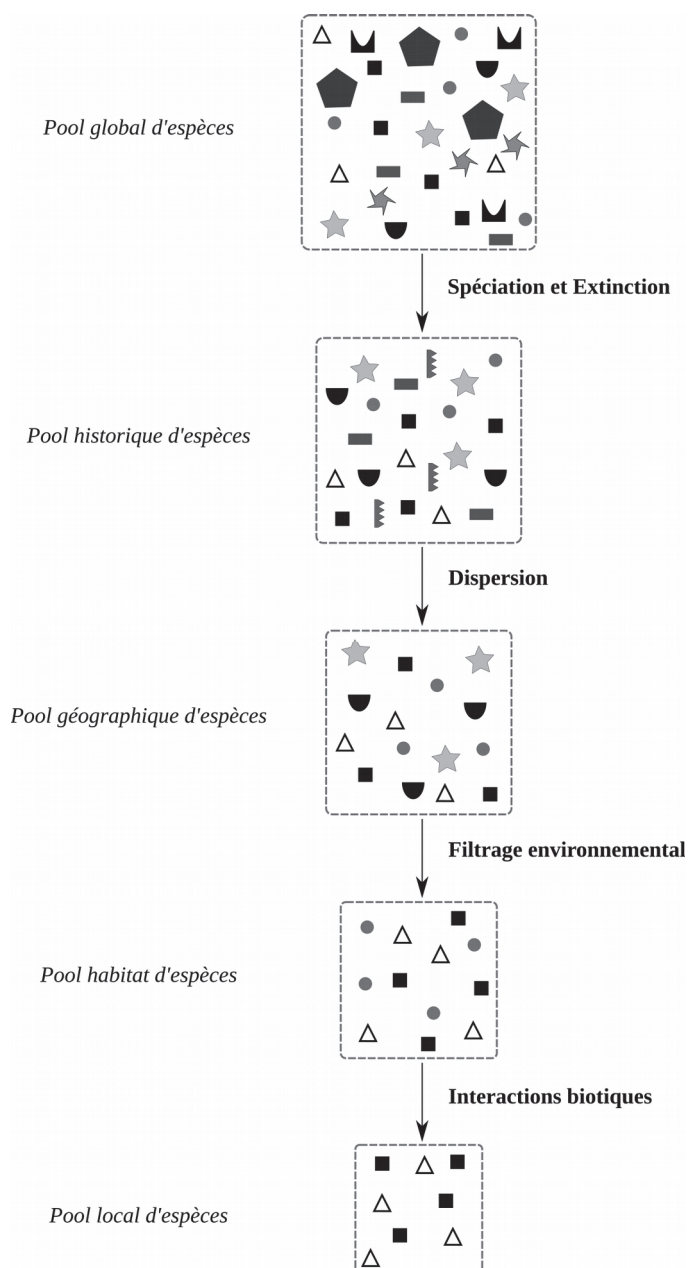 Pool global d'espèces
Spéciation et Extinction
Pool historique d'espèces
Dispersion
Pool géographique d'espèces
Filtrage environnemental
Pool habitat d'espèces
Interactions biotiques
Pool local d'espèces